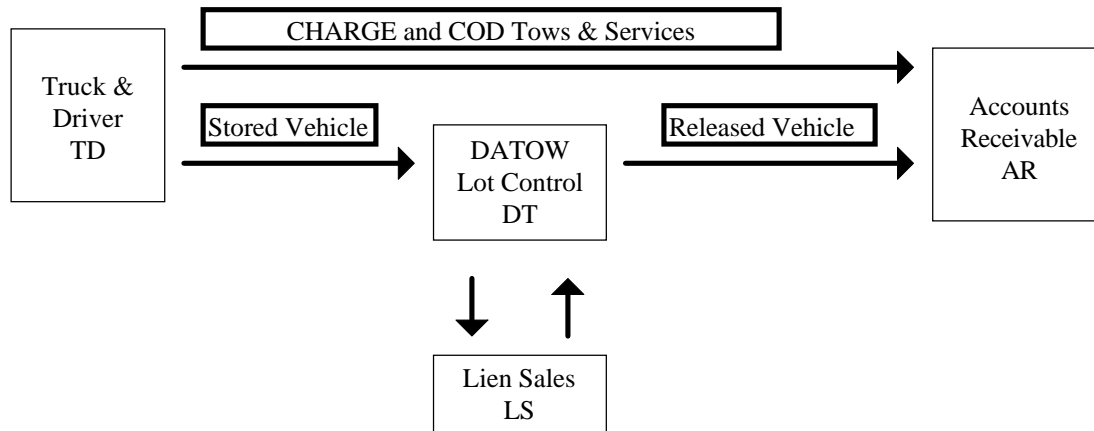 CHARGE and COD Tows & Services
Truck &
Driver
TD
Stored Vehicle
DATOW
Lot Control
DT
Released Vehicle
Accounts
Receivable
AR
Lien Sales
LS